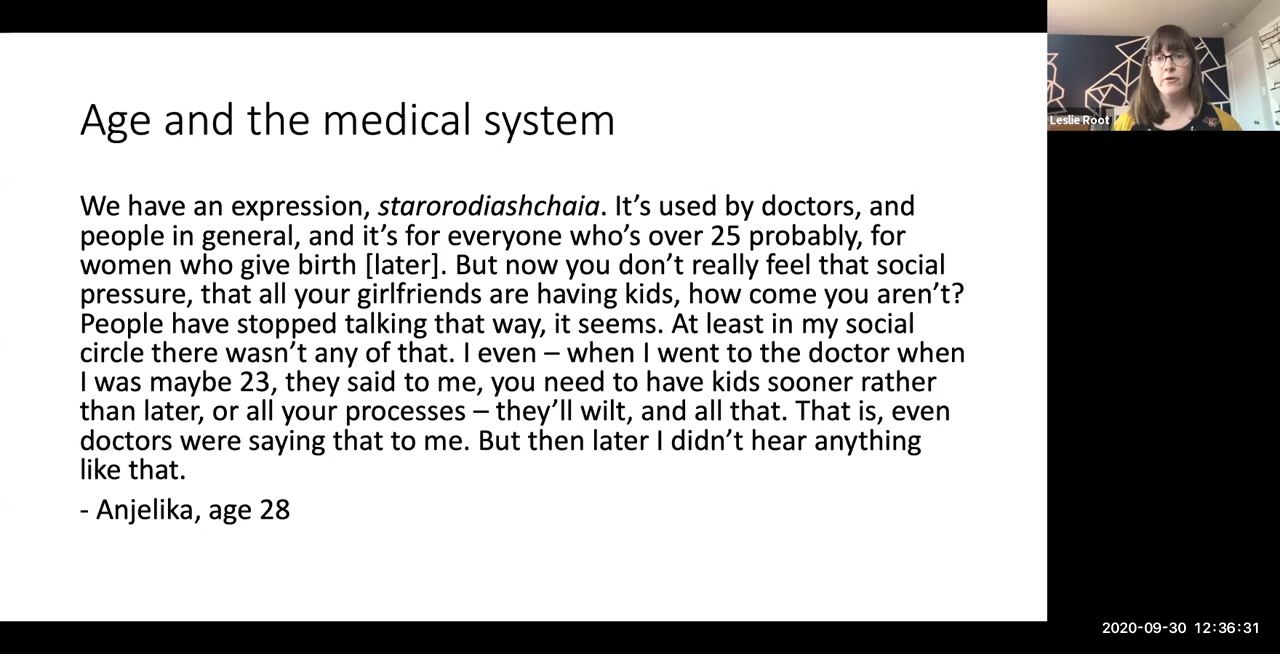 Age and the medical system
We have an expression, starorodiashchaia. It’s used by doctors, and
people in general, and it’s for everyone who’s over 25 probably, for
women who give birth [later]. But now you don’t really feel that social
pressure, that all your girlfriends are having kids, how come you aren’t?
People have stopped talking that way, it seems. At least in my social
circle there wasn’t any of that. I even – when I went to the doctor when
I was maybe 23, they said to me, you need to have kids sooner rather
than later, or all your processes – they’ll wilt, and all that. That is, even
doctors were saying that to me. But then later I didn’t hear anything
like that.
- Anjelika, age 28
Leslie Root
2020-09-30 12:36:31